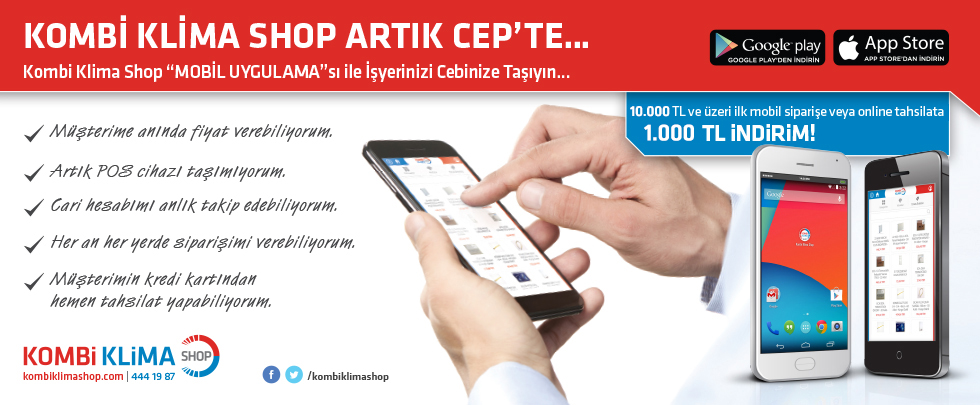 KOMBİ KLİMA SHOP ARTIK CEP'TE...
Kombi Klima Shop “MOBİL UYGULAMA”sı ile İşyerinizi Cebinize Taşıyın...
Google play
GOOGLE PLAY'DEN İNDİRİN
App Store
APP STORE'DAN İNDİRİN
10.000 TL ve üzeri ilk mobil siparişe veya online tahsilata
1.000 TL İNDİRİM!
Müşterime anında fiyat verebiliyorum.
Artık POS cihazı taşımıyorum.
Cari hesabımı anlık takip edebiliyorum.
Her an her yerde siparişimi verebiliyorum.
Müşterimin kredi kartından
hemen tahsilat yapabiliyorum.
KOMBi KLiMA SHOP
kombiklimashop.com | 444 19 87
/kombiklimashop
Google